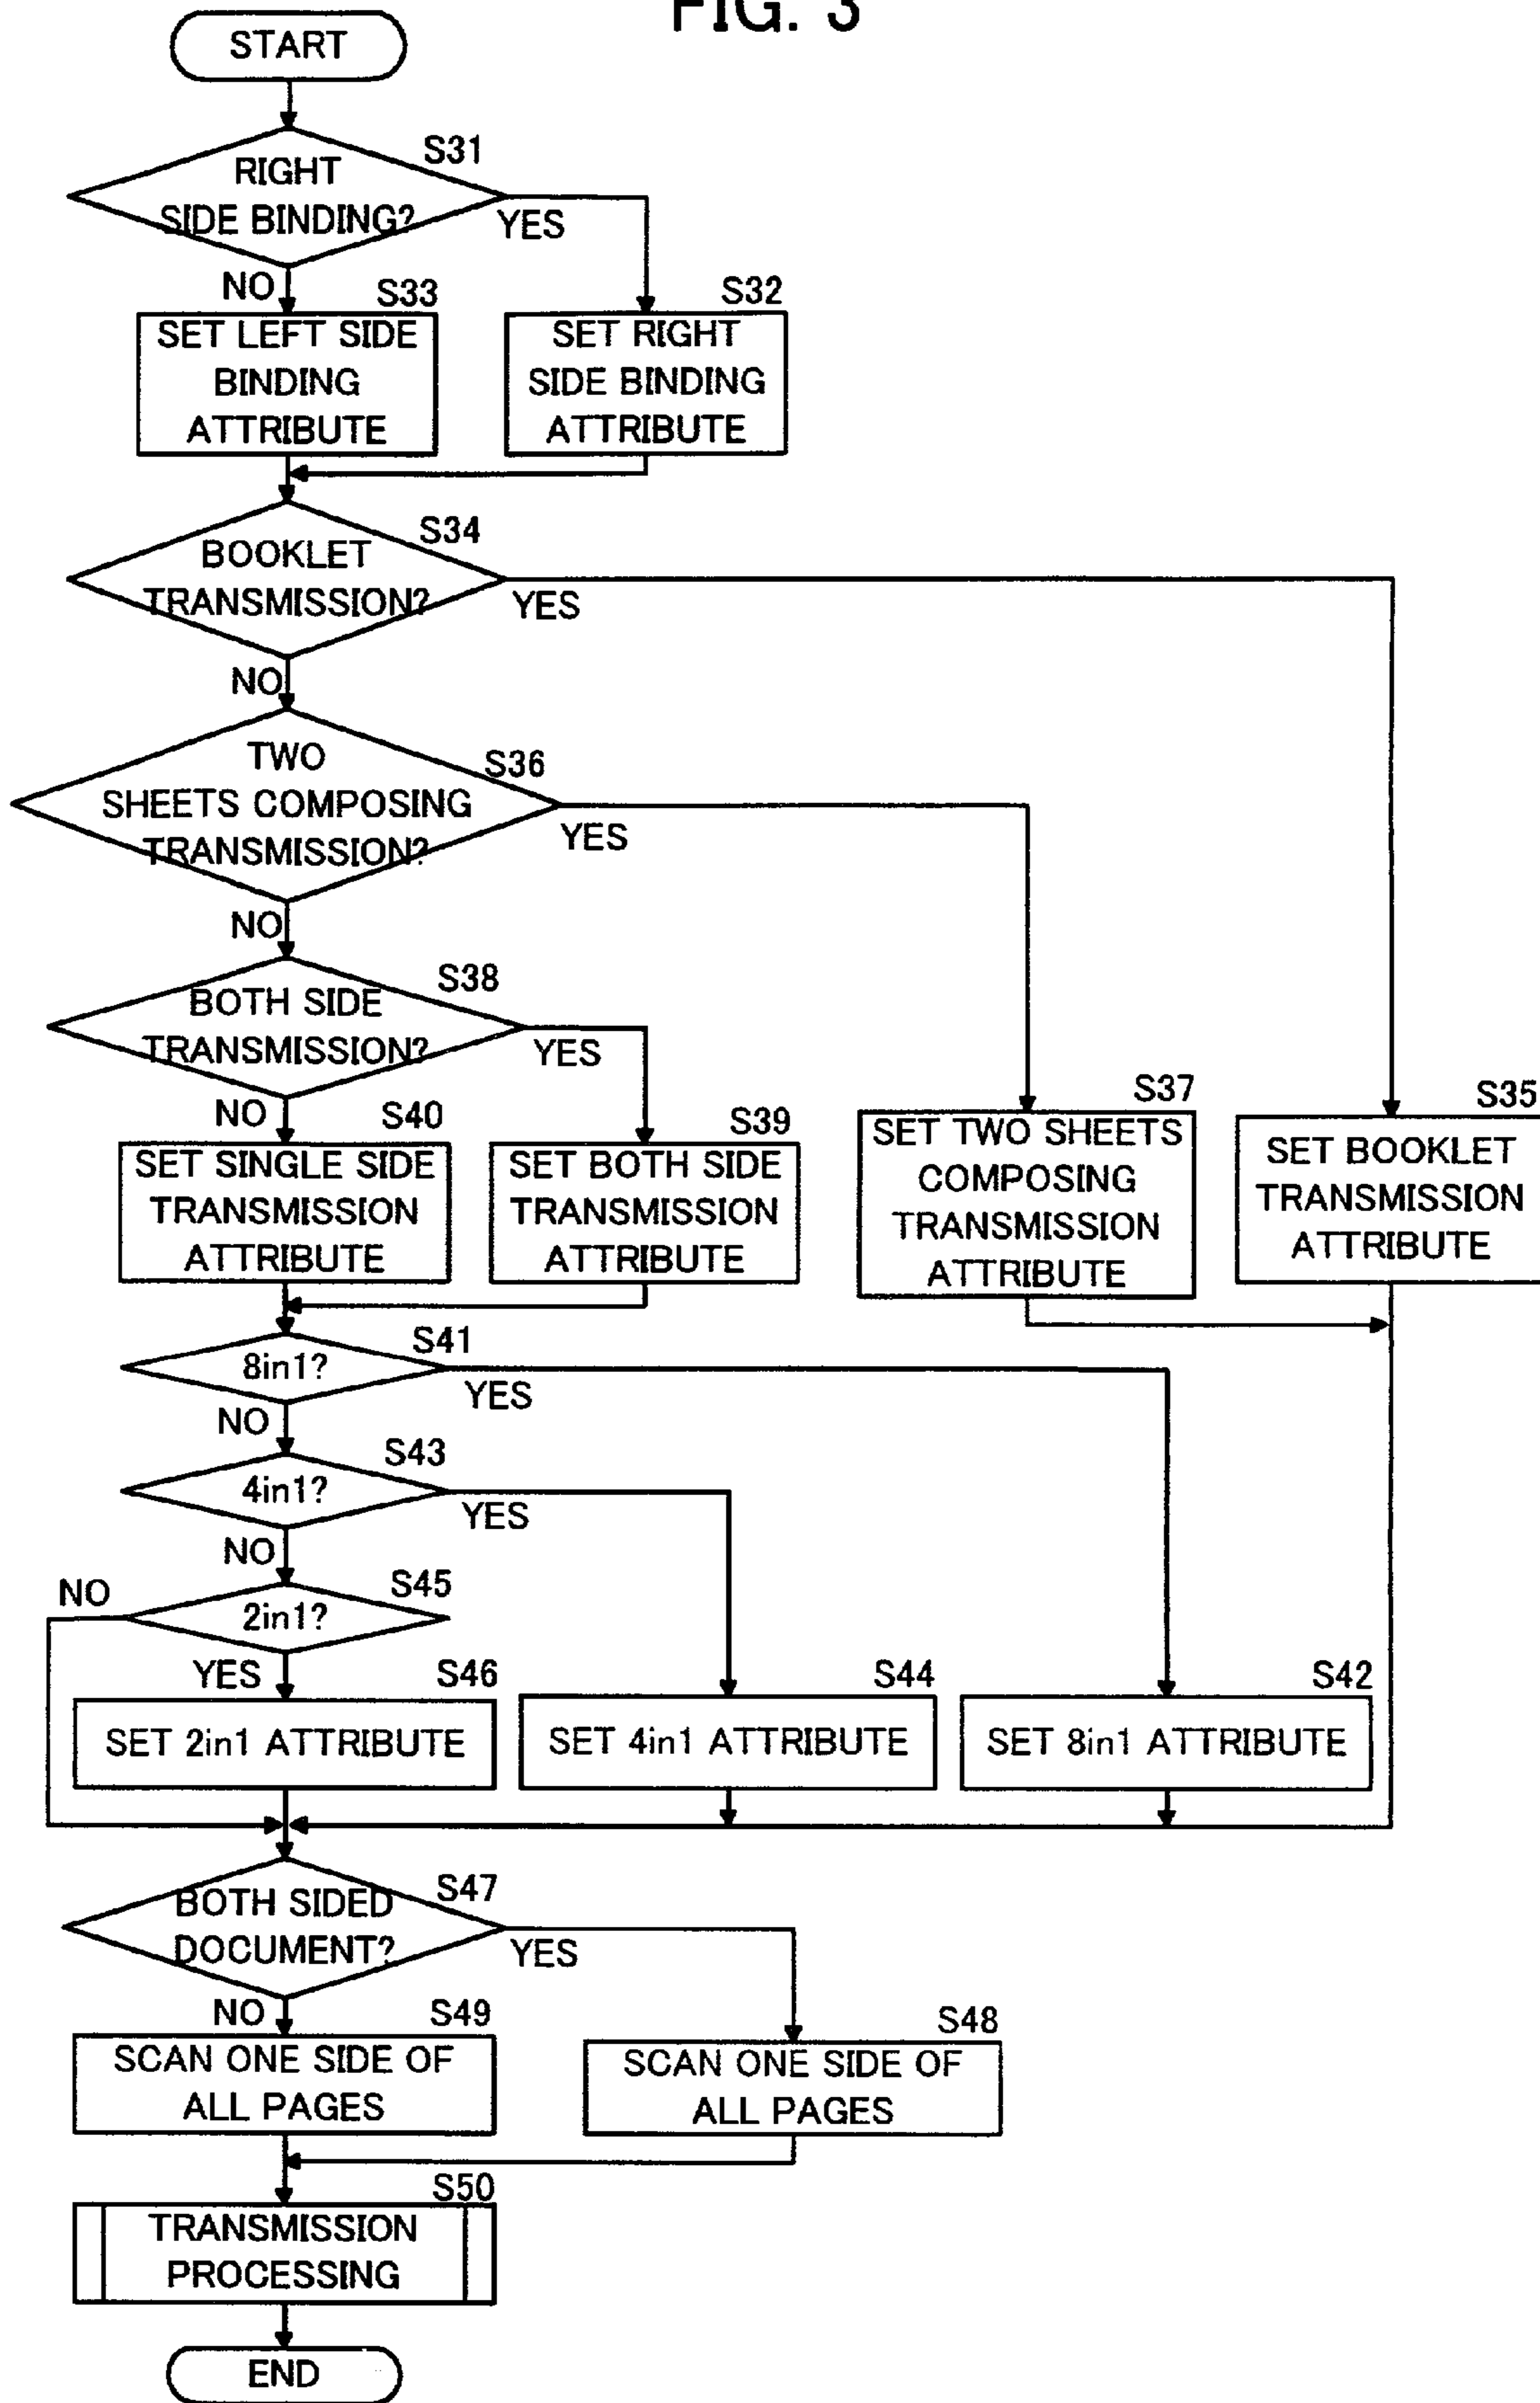 FIG. 3
START
S31
RIGHT
SIDE BINDING?
YES
NO
S33
S32
SET LEFT SIDE
BINDING
ATTRIBUTE
SET RIGHT
SIDE BINDING
ATTRIBUTE
S34
BOOKLET
TRANSMISSION?
YES
NO
TWO
SHEETS COMPOSING
TRANSMISSION?
S36
YES
NO
S38
BOTH SIDE
TRANSMISSION?
YES
NO
S40
S39
S37
S35
SET SINGLE SIDE
TRANSMISSION
ATTRIBUTE
SET BOTH SIDE
TRANSMISSION
ATTRIBUTE
SET TWO SHEETS
COMPOSING
TRANSMISSION
ATTRIBUTE
SET BOOKLET
TRANSMISSION
ATTRIBUTE
S41
8in1?
YES
NO
S43
4in1?
YES
NO
S45
NO
2in1?
YES
S46
S44
S42
SET 2in1 ATTRIBUTE
SET 4in1 ATTRIBUTE
SET 8in1 ATTRIBUTE
S47
BOTH SIDED
DOCUMENT?
YES
NO
S49
S48
SCAN ONE SIDE OF
ALL PAGES
SCAN ONE SIDE OF
ALL PAGES
S50
TRANSMISSION
PROCESSING
END